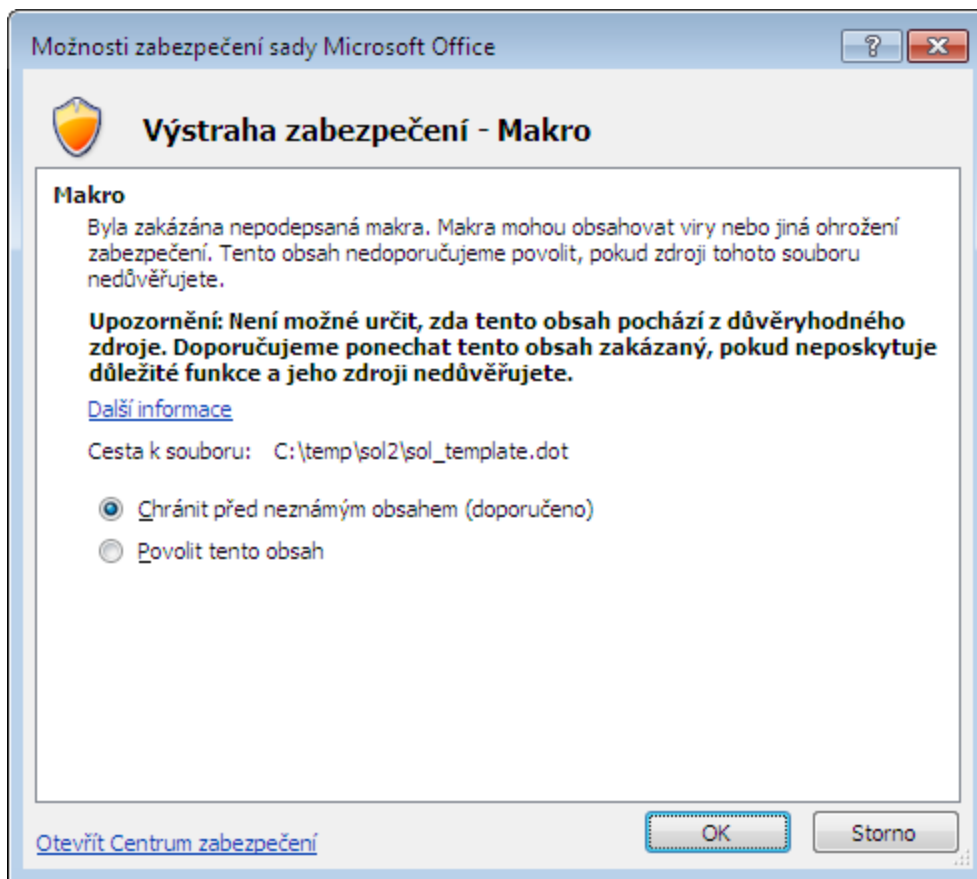 Možnosti zabezpečení sady Microsoft Office
Výstraha zabezpečení - Makro
Makro
Byla zakázána nepodepsaná makra. Makra mohou obsahovat viry nebo jiná ohrožení
zabezpečení. Tento obsah nedoporučujeme povolit, pokud zdroji tohoto souboru
nedůvěřujete.
Upozornění: Není možné určit, zda tento obsah pochází z důvěryhodného
zdroje. Doporučujeme ponechat tento obsah zakázaný, pokud neposkytuje
důležité funkce a jeho zdroji nedůvěřujete.
Další informace
Cesta k souboru: C:\temp\sol2\sol_template.dot
Chránit před neznámým obsahem (doporučeno)
Povolit tento obsah
Otevřít Centrum zabezpečení
OK
Storno